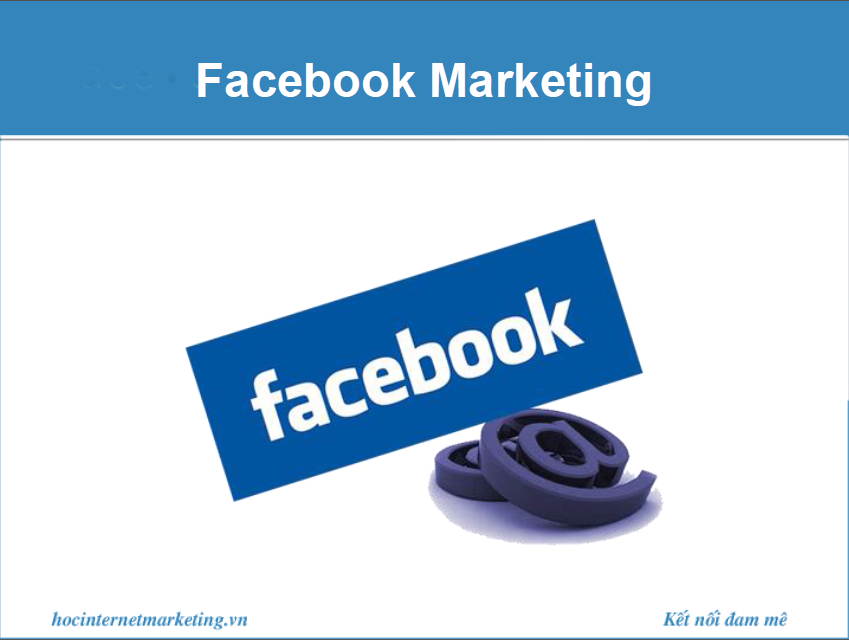 Facebook Marketing
facebook
hocinternetmarketing.vn
Kết nối đam mê